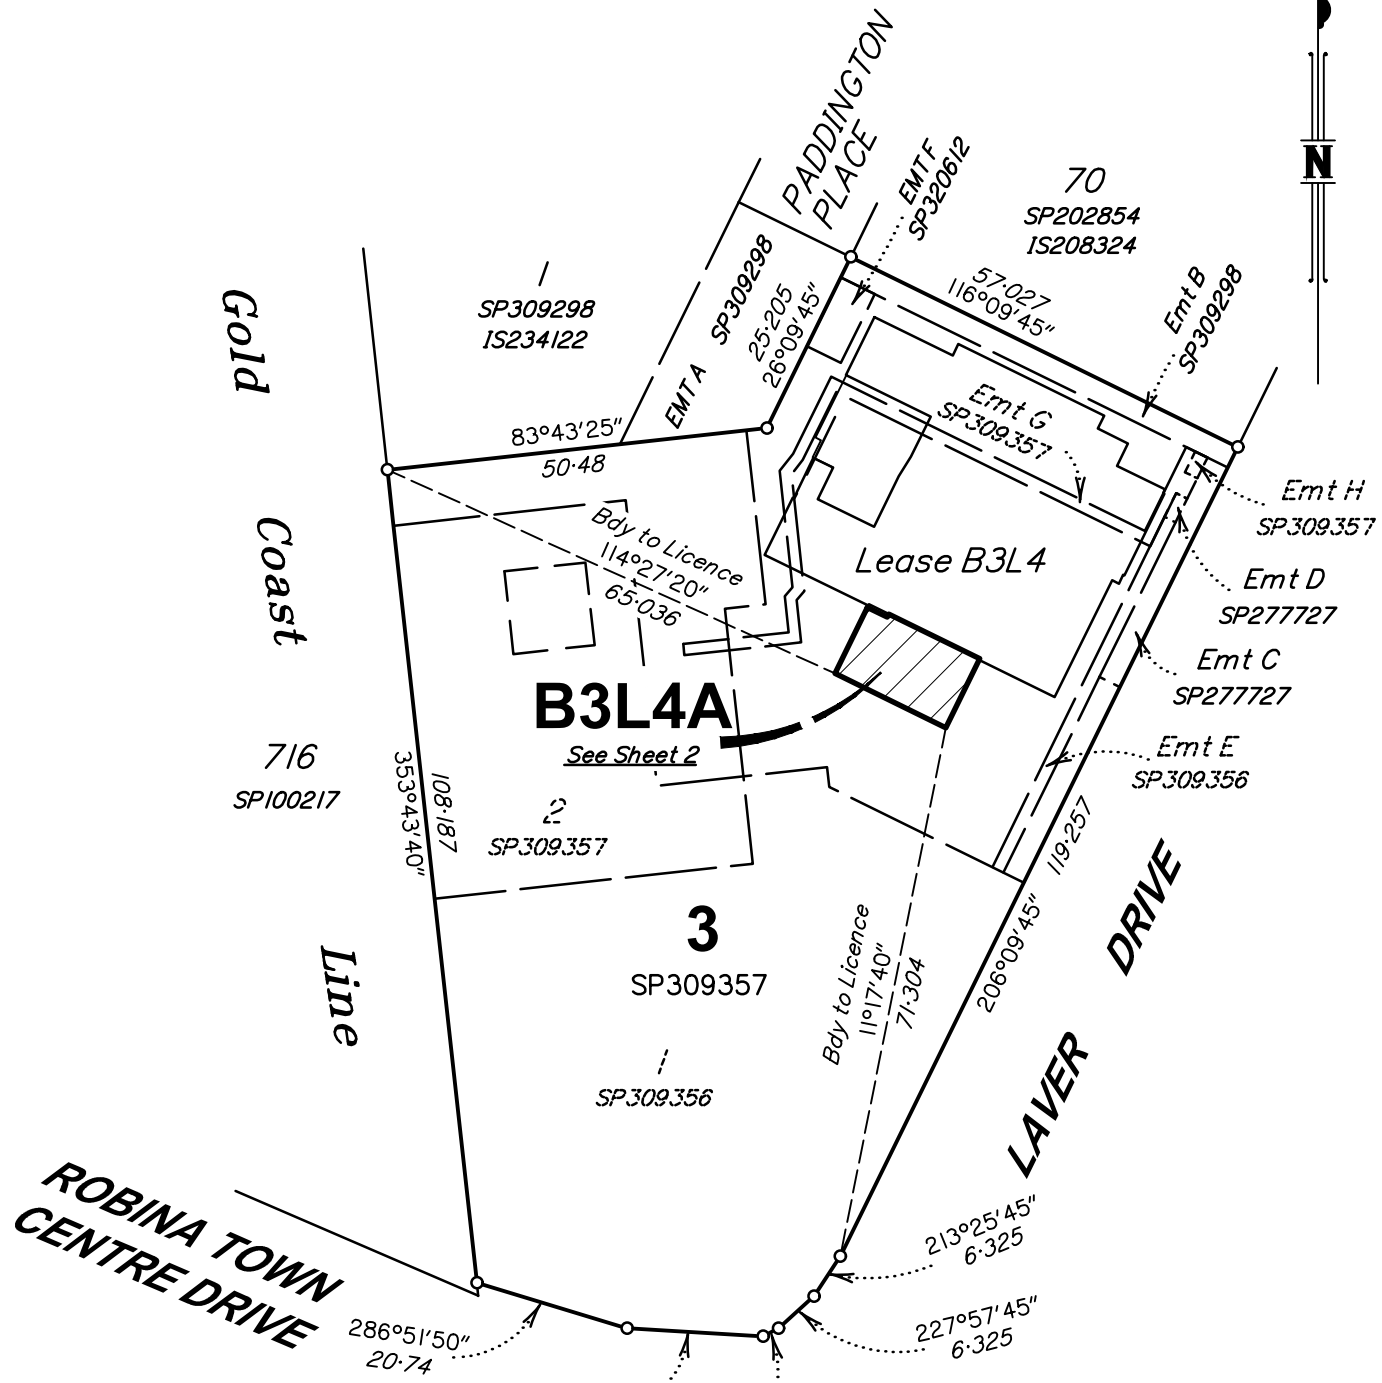 N
PADDINGTON
PLACE
EMT F
SP320612
70
SP202854
IS208324
1
SP309298
IS234122
EMT A SP309298
25·205
26°09'45"
57·027
116°09'45"
Emt B
SP309298
Gold
Coast
Line
83°43'25"
50·48
Emt G
SP309357
Emt H
SP309357
Bdy to Licence
114°27'20"
65·036
Lease B3L4
Emt D
SP277727
Emt C
SP277727
B3L4A
See Sheet 2
Emt E
SP309356
716
SP100217
353°43'40"
108·187
2
SP309357
119·257
206°09'45"
LAVER DRIVE
3
SP309357
Bdy to Licence
11°17'40"
71·304
1
SP309356
ROBINA TOWN
CENTRE DRIVE
213°25'45"
6·325
227°57'45"
6·325
286°51'50"
20·74